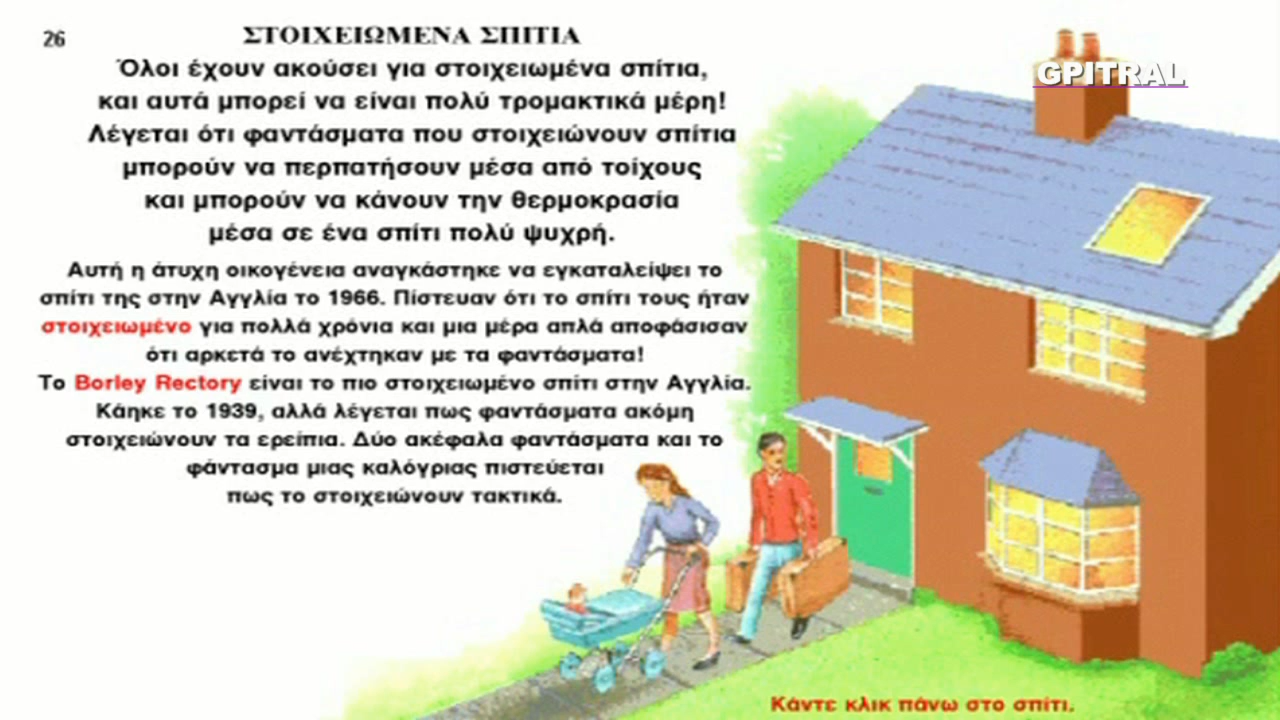 26
ΣΤΟΙΧΕΙΩΜΕΝΑ ΣΠΙΤΙΑ
GPITRAL
Όλοι έχουν ακούσει για στοιχειωμένα σπίτια,
και αυτά μπορεί να είναι πολύ τρομακτικά μέρη!
Λέγεται ότι φαντάσματα που στοιχειώνουν σπίτια
μπορούν να περπατήσουν μέσα από τοίχους
και μπορούν να κάνουν την θερμοκρασία
μέσα σε ένα σπίτι πολύ ψυχρή.
Αυτή η άτυχη οικογένεια αναγκάστηκε να εγκαταλείψει το
σπίτι της στην Αγγλία το 1966. Πίστευαν ότι το σπίτι τους ήταν
στοιχειωμένο για πολλά χρόνια και μια μέρα απλά αποφάσισαν
ότι αρκετά το ανέχτηκαν με τα φαντάσματα!
Το Borley Rectory είναι το πιο στοιχειωμένο σπίτι στην Αγγλία.
Κάηκε το 1939, αλλά λέγεται πως φαντάσματα ακόμη
στοιχειώνουν τα ερείπια. Δύο ακέφαλα φαντάσματα και το
φάντασμα μιας καλόγριας πιστεύεται
πως το στοιχειώνουν τακτικά.
Κάντε κλικ πάνω στο σπίτι.